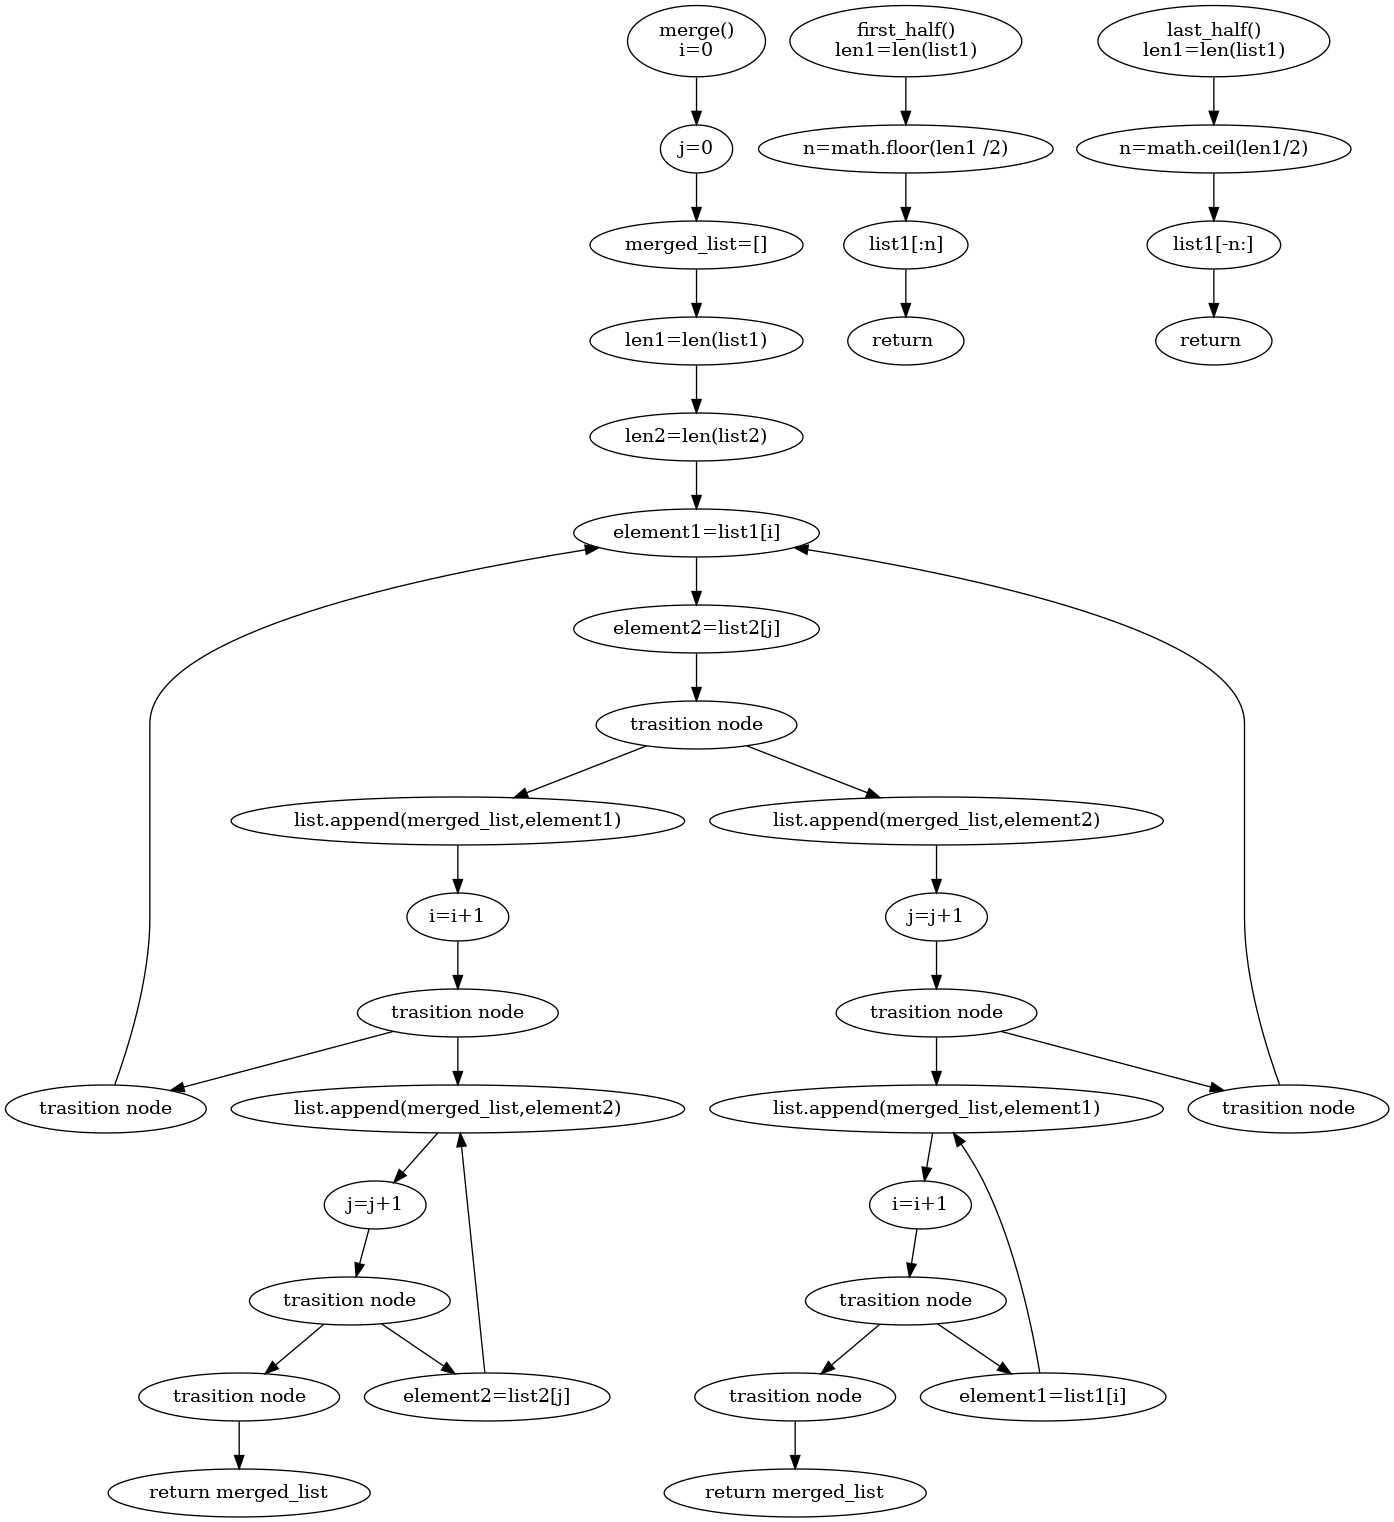 merge()
i=0
first_half()
len1=len(list1)
last_half()
len1=len(list1)
j=0
n=math.floor(len1 /2)
n=math.ceil(len1/2)
merged_list=[]
list1[:n]
list1[-n:]
len1=len(list1)
return
return
len2=len(list2)
element1=list1[i]
element2=list2[j]
trasition node
list.append(merged_list,element1)
list.append(merged_list,element2)
i=i+1
j=j+1
trasition node
trasition node
trasition node
list.append(merged_list,element2)
list.append(merged_list,element1)
trasition node
j=j+1
i=i+1
trasition node
trasition node
trasition node
element2=list2[j]
trasition node
element1=list1[i]
return merged_list
return merged_list